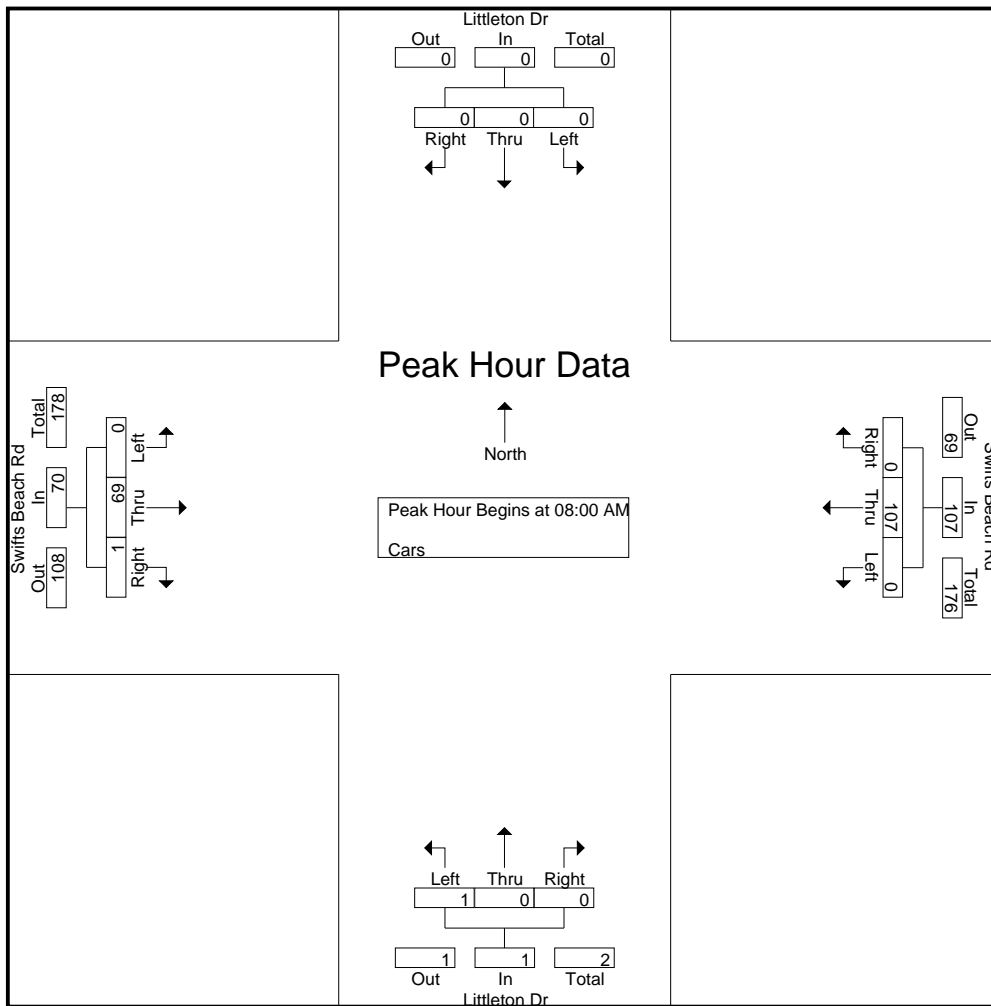 Littleton Dr
Out In Total
0 0 0
0 0 0
Right Thru Left
Peak Hour Data
North
Peak Hour Begins at 08:00 AM
Cars
Swifts Beach Rd
Out In Total
108 70 178
1 69 0
Right Thru Left
Swifts Beach Rd
Out In Total
69 107 176
0 107 0
Right Thru Left
Left Thru Right
1 0 0
1 1 2
Out In Total
Littleton Dr